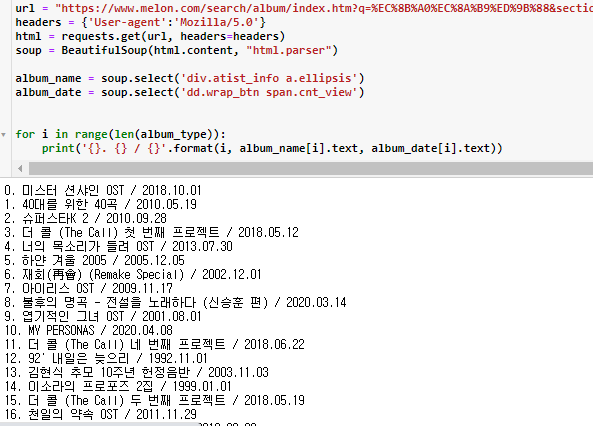 url = "https://www.melon.com/search/album/index.htm?q=%EC%8B%A0%EC%8A%B9%ED%9B%88&sectio
headers = {'User-agent':'Mozilla/5.0'}
html = requests.get(url, headers=headers)
soup = BeautifulSoup(html.content, "html.parser")
album_name = soup.select('div.atist_info a.ellipsis')
album_date = soup.select('dd.wrap_btn span.cnt_view')
for i in range(len(album_type)):
print('{}. {} / {}'.format(i, album_name[i].text, album_date[i].text))
0. 미스터 션샤인 OST / 2018.10.01
1. 40대를 위한 40곡 / 2010.05.19
2. 슈퍼스타K 2 / 2010.09.28
3. 더 콜 (The Call) 첫 번째 프로젝트 / 2018.05.12
4. 너의 목소리가 들려 OST / 2013.07.30
5. 하얀 겨울 2005 / 2005.12.05
6. 재회(再會) (Remake Special) / 2002.12.01
7. 아이리스 OST / 2009.11.17
8. 불후의 명곡 - 전설을 노래하다 (신승훈 편) / 2020.03.14
9. 엽기적인 그녀 OST / 2001.08.01
10. MY PERSONAS / 2020.04.08
11. 더 콜 (The Call) 네 번째 프로젝트 / 2018.06.22
12. 92' 내일은 늦으리 / 1992.11.01
13. 김현식 추모 10주년 헌정음반 / 2003.11.03
14. 이소라의 프로포즈 2집 / 1999.01.01
15. 더 콜 (The Call) 두 번째 프로젝트 / 2018.05.19
16. 천일의 약속 OST / 2011.11.29